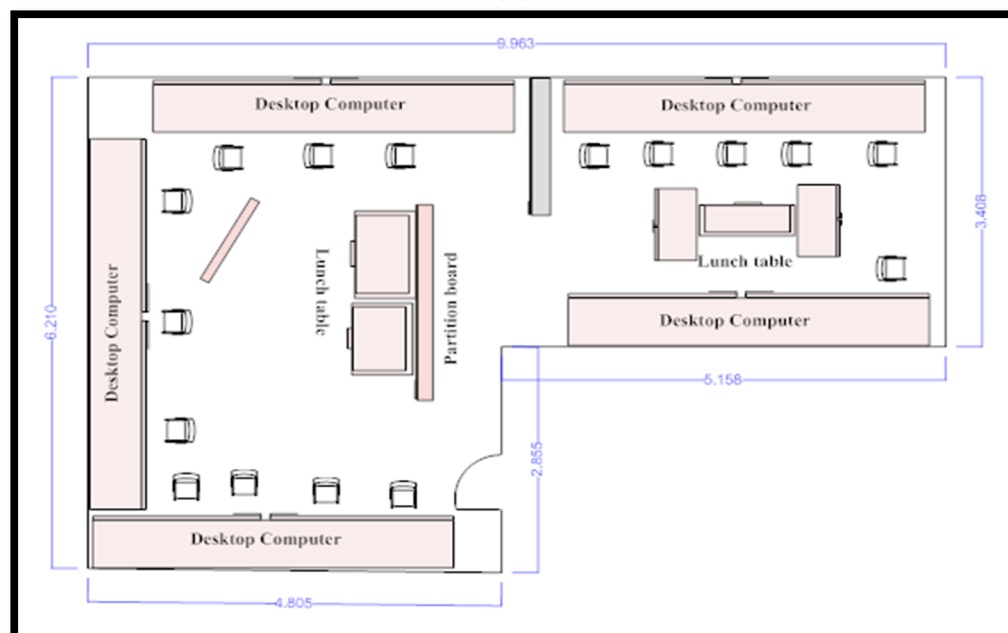 9.963
Desktop Computer
Desktop Computer
3.408
6.210
Desktop Computer
Lunch table
Partition board
Lunch table
Desktop Computer
5.158
2.855
Desktop Computer
4.805